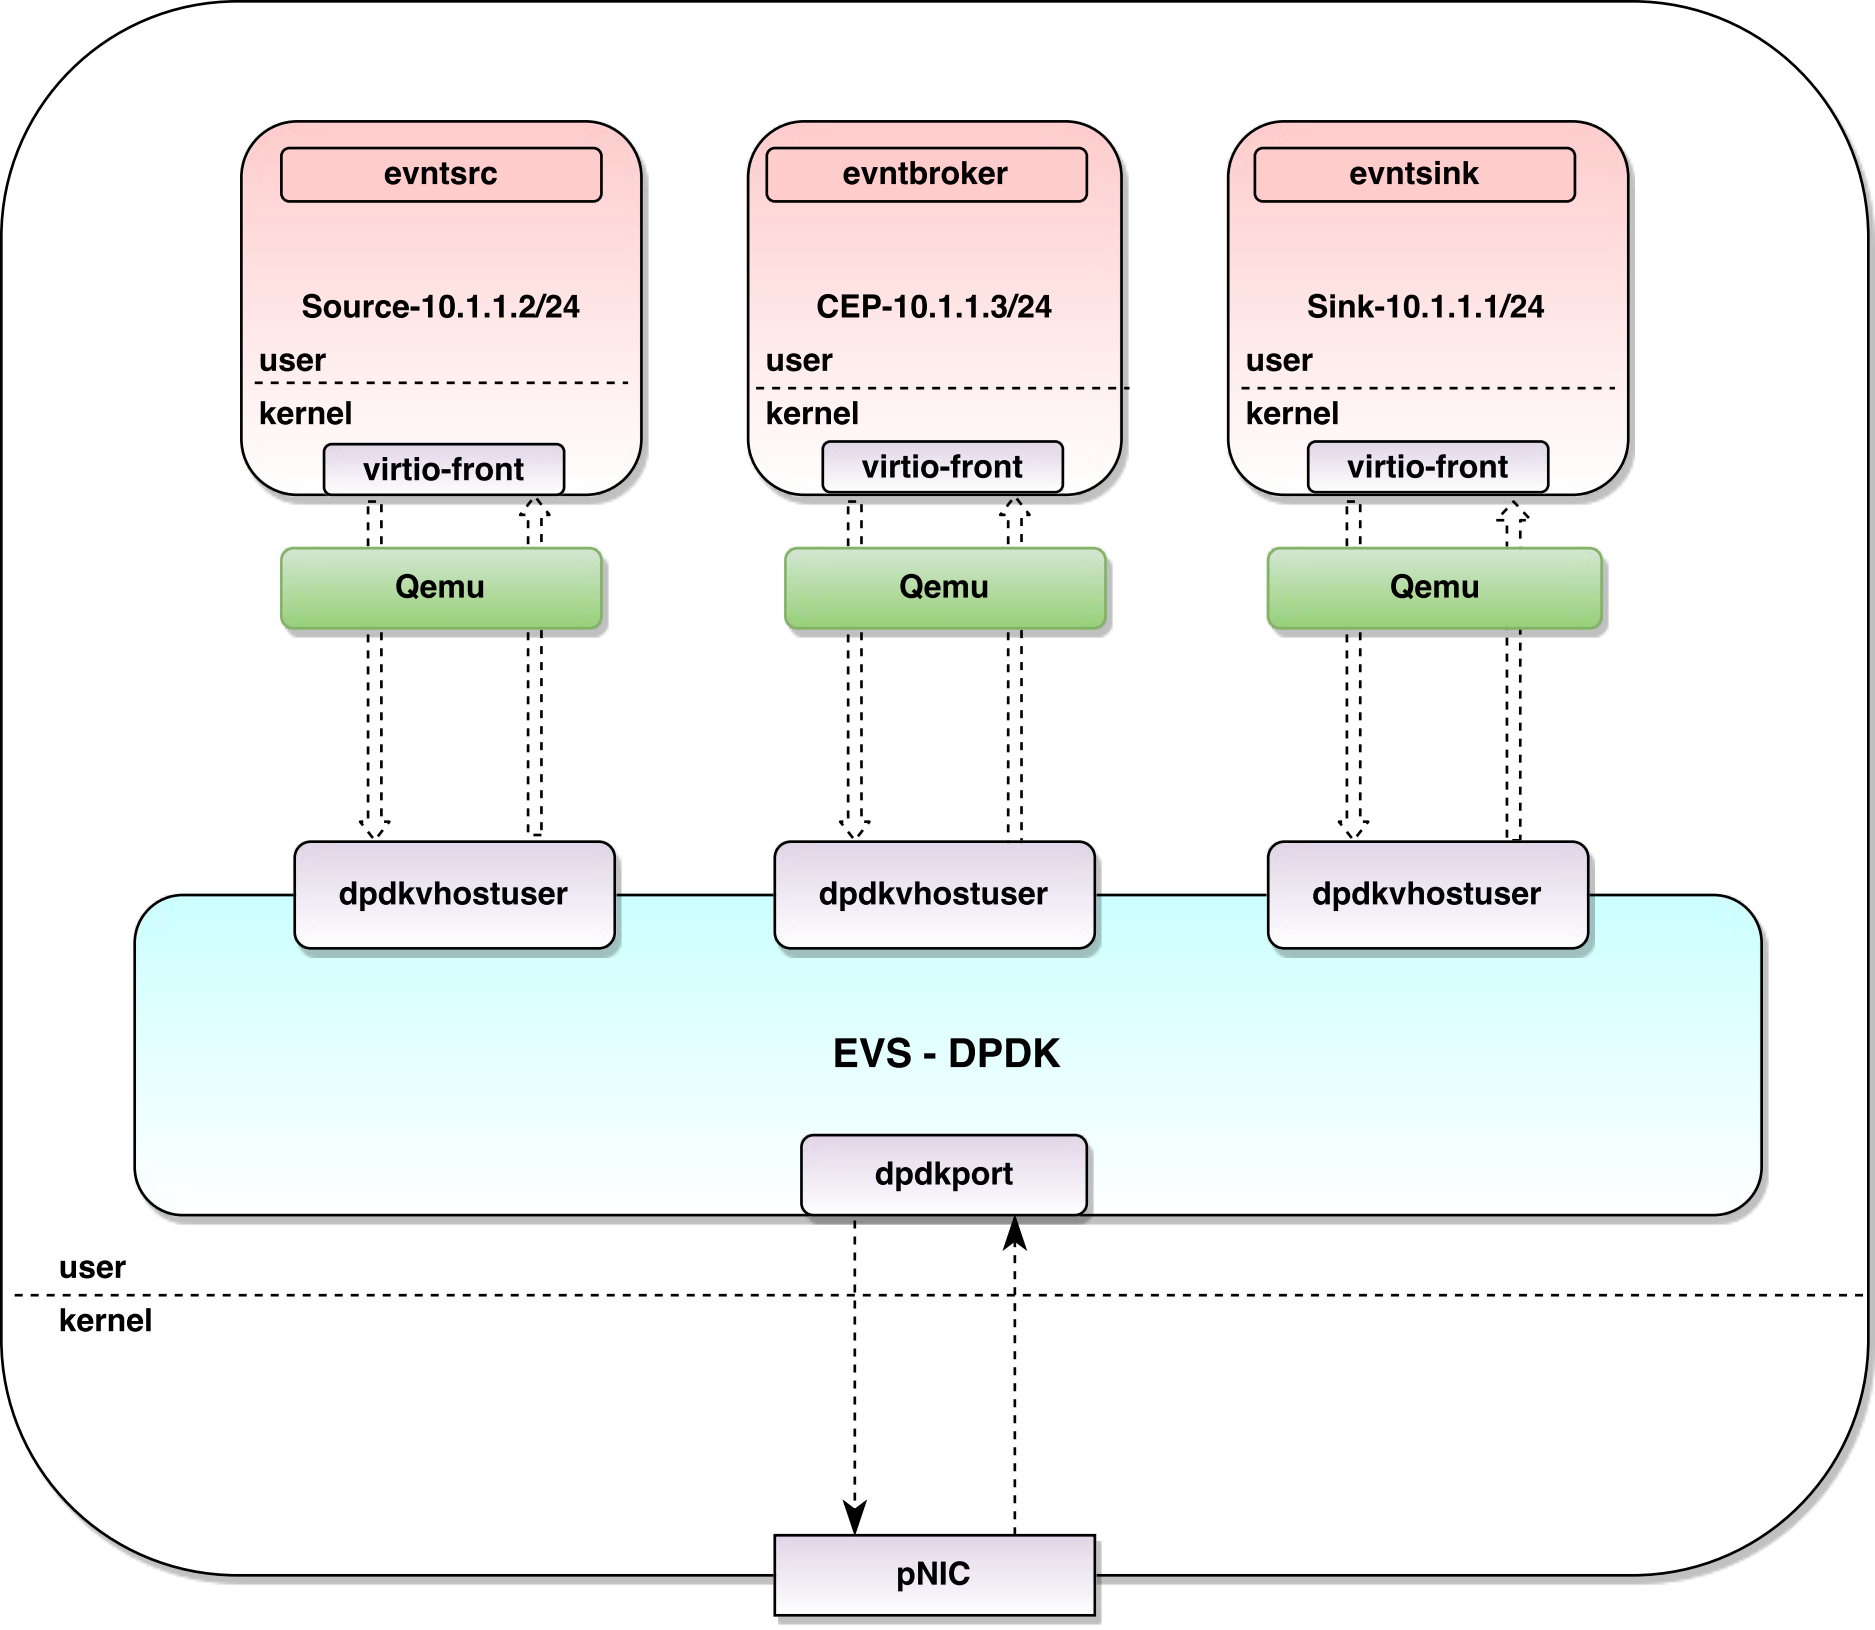 evntsrc
evntbroker
evntsink
Source-10.1.1.2/24
CEP-10.1.1.3/24
Sink-10.1.1.1/24
user
user
user
kernel
kernel
kernel
virtio-front
virtio-front
virtio-front
Qemu
Qemu
Qemu
dpdkvhostuser
dpdkvhostuser
dpdkvhostuser
EVS - DPDK
dpdkport
user
kernel
pNIC